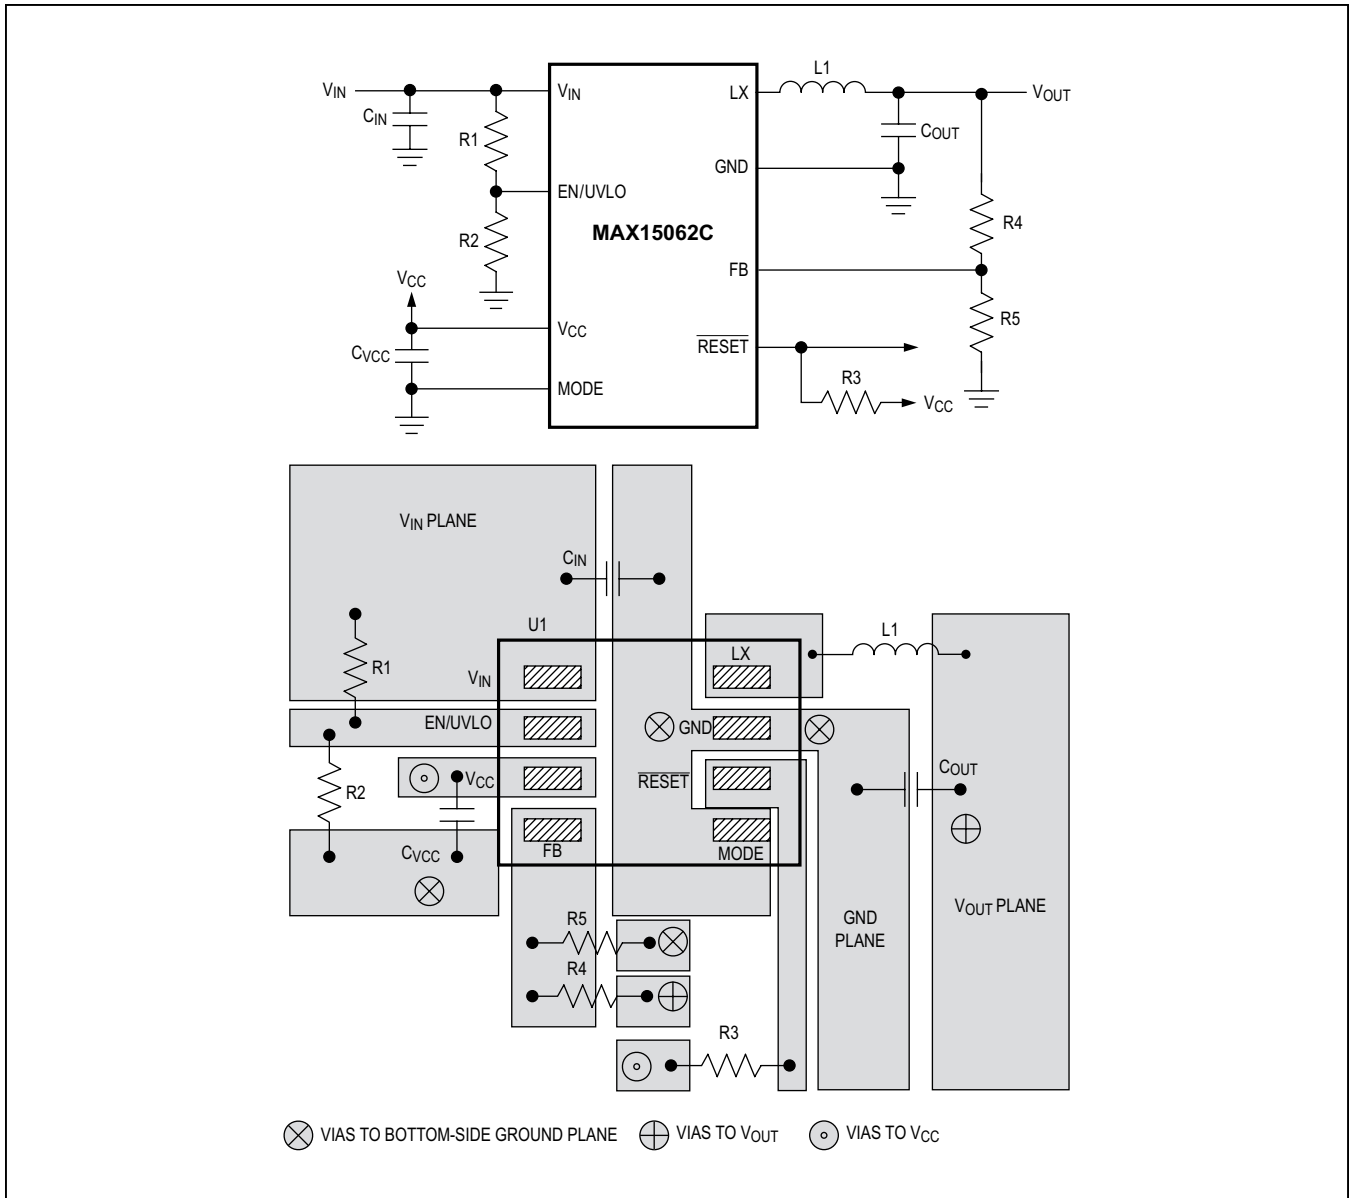 VIN
CIN
R1
R2
VCC
CVCC
VIN
EN/UVLO
VCC
MODE
MAX15062C
LX
GND
FB
RESET
L1
VOUT
COUT
R4
R5
R3
VCC
VIN PLANE
CIN
U1
R1
VIN
LX
L1
EN/UVLO
GND
R2
VCC
RESET
COUT
CVCC
FB
MODE
VOUT PLANE
GND
PLANE
R5
R4
R3
VIAS TO BOTTOM-SIDE GROUND PLANE
VIAS TO VOUT
VIAS TO VCC